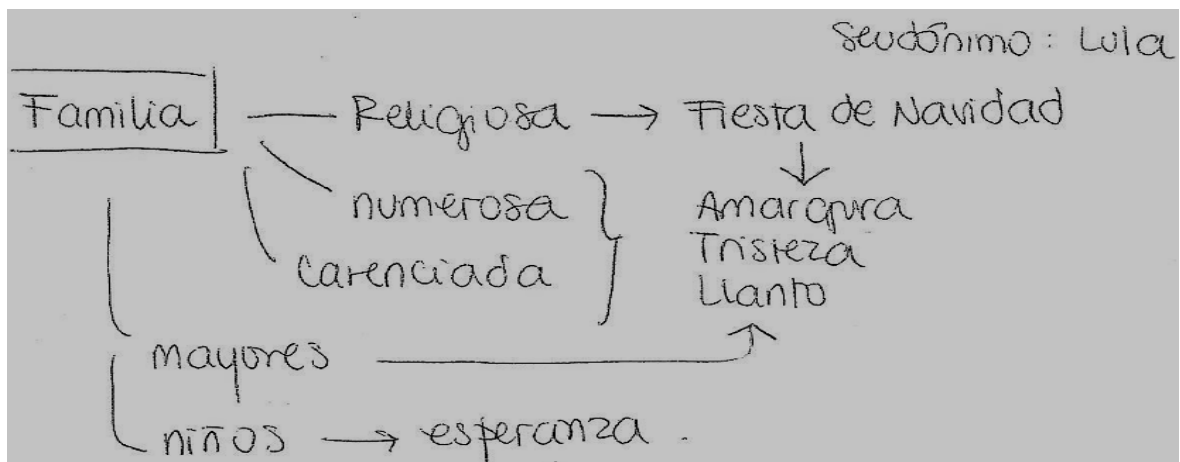 Seudónimo: Lula
Familia — Religiosa → Fiesta de Navidad
numerosa
Amargura
Tristeza
carenciada
Llanto
mayores
niños → esperanza.